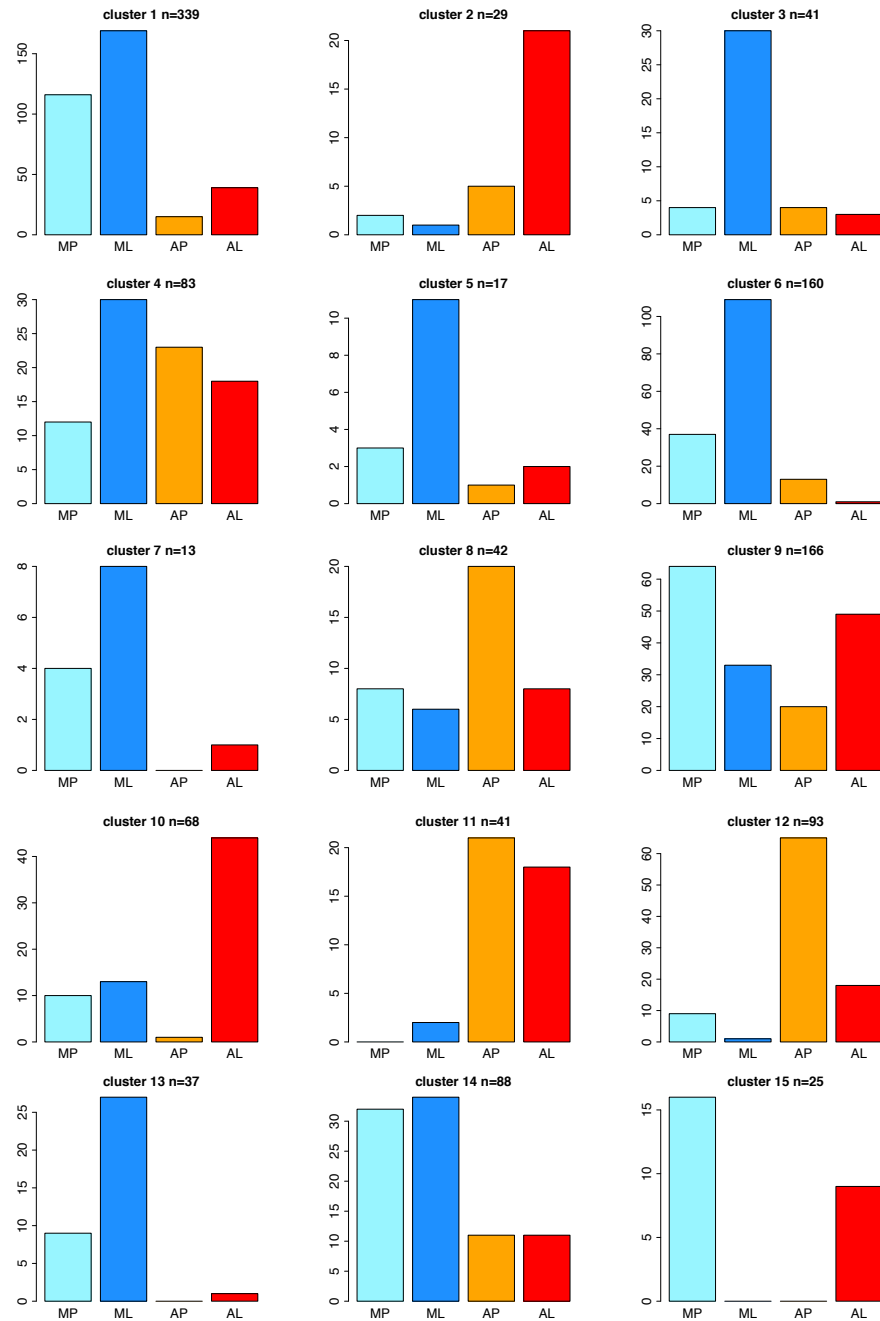 cluster 1 n=339
0 50 100 150
MP ML AP AL
cluster 2 n=29
0 5 10 15 20
MP ML AP AL
cluster 3 n=41
0 5 10 15 20 25 30
MP ML AP AL
cluster 4 n=83
0 5 10 15 20 25 30
MP ML AP AL
cluster 5 n=17
0 2 4 6 8 10
MP ML AP AL
cluster 6 n=160
0 20 40 60 80 100
MP ML AP AL
cluster 7 n=13
0 2 4 6 8
MP ML AP AL
cluster 8 n=42
0 5 10 15 20
MP ML AP AL
cluster 9 n=166
0 10 20 30 40 50 60
MP ML AP AL
cluster 10 n=68
0 10 20 30 40
MP ML AP AL
cluster 11 n=41
0 5 10 15 20
MP ML AP AL
cluster 12 n=93
0 10 20 30 40 50 60
MP ML AP AL
cluster 13 n=37
0 5 10 15 20 25
MP ML AP AL
cluster 14 n=88
0 5 10 15 20 25 30
MP ML AP AL
cluster 15 n=25
0 5 10 15
MP ML AP AL